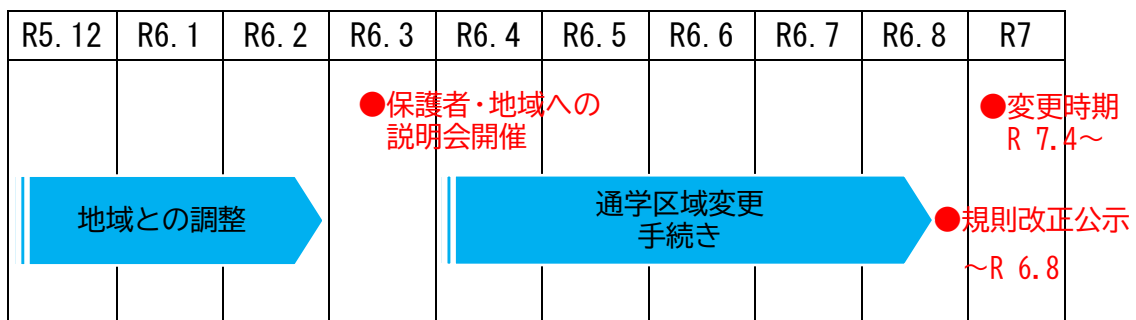 R5.12 R6.1 R6.2 R6.3 R6.4 R6.5 R6.6 R6.7 R6.8 R7
●保護者・地域への
説明会開催
●変更時期
R 7.4～
地域との調整
通学区域変更
手続き
●規則改正公示
～R 6.8